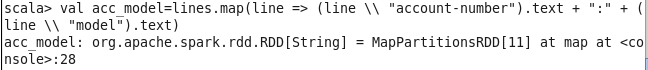 scala> val acc_model=lines.map(line => (line \\ "account-number").text + ":" + (
line \\ "model").text)
acc_model: org.apache.spark.rdd.RDD[String] = MapPartitionsRDD[11] at map at <co
nsole>:28